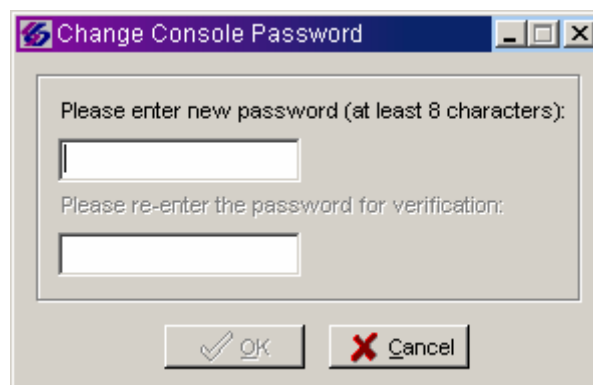 Change Console Password
Please enter new password (at least 8 characters):
Please re-enter the password for verification:
OK
Cancel